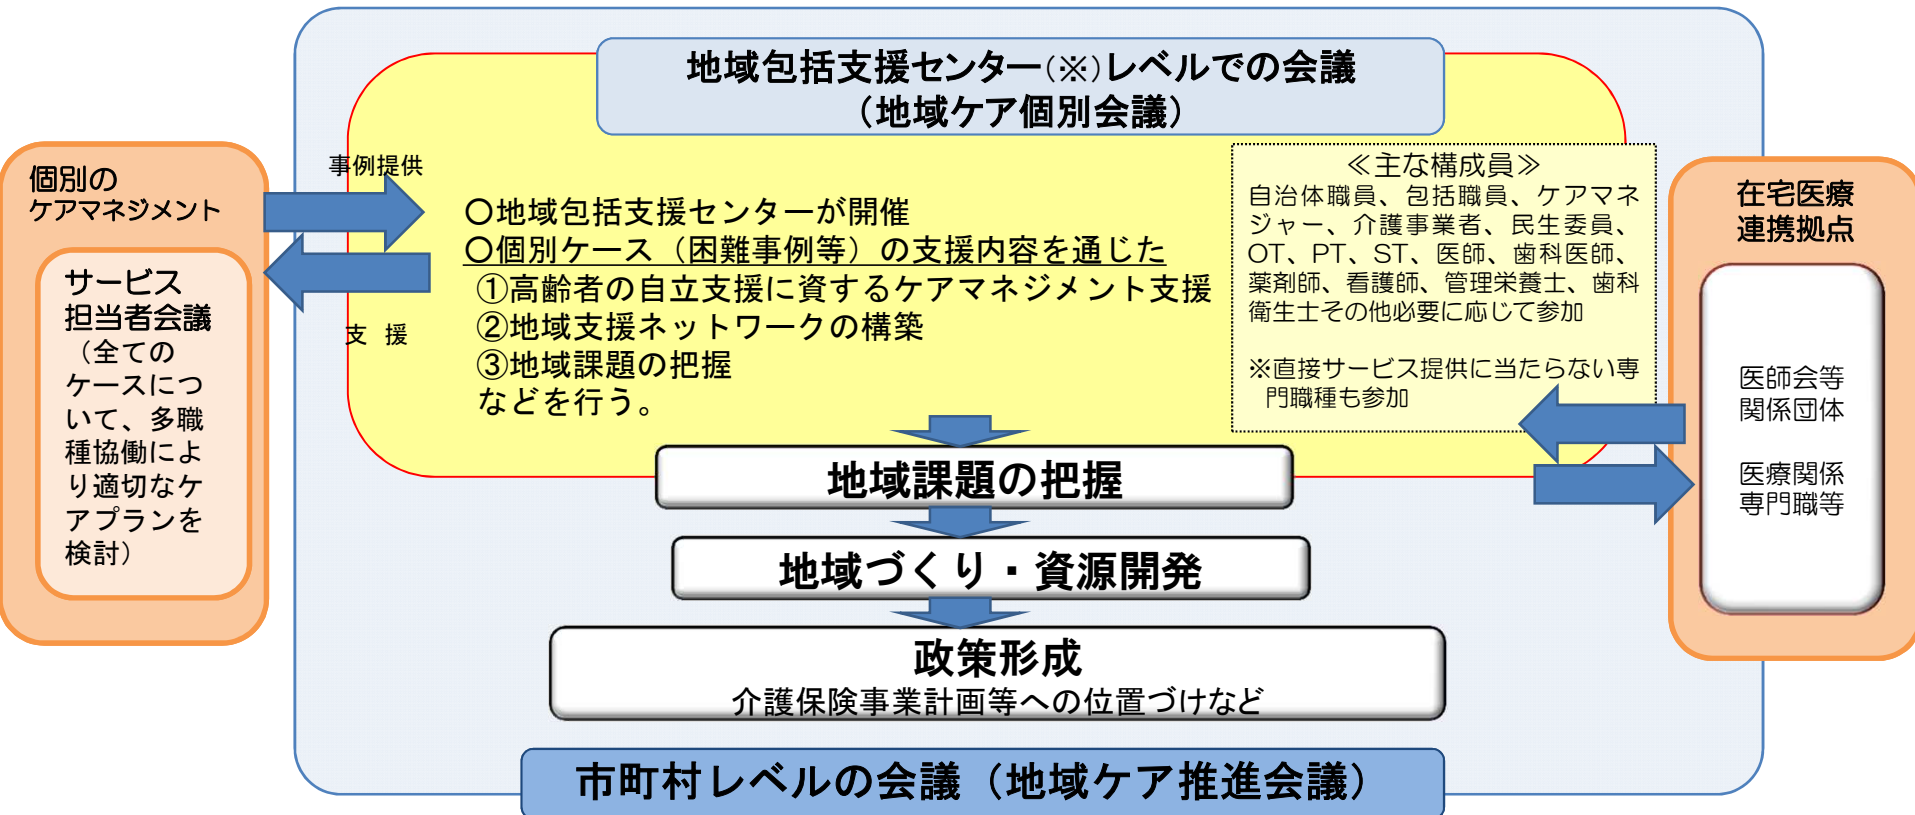 地域包括支援センター(※)レベルでの会議
(地域ケア個別会議)
個別の
ケアマネジメント
サービス
担当者会議
(全ての
ケースにつ
いて、多職
種協働によ
り適切なケ
アプランを
検討)
事例提供
支 援
〇地域包括支援センターが開催
〇個別ケース(困難事例等)の支援内容を通じた
①高齢者の自立支援に資するケアマネジメント支援
②地域支援ネットワークの構築
③地域課題の把握
などを行う。
≪主な構成員≫
自治体職員、包括職員、ケアマネ
ジャー、介護事業者、民生委員、
OT、PT、ST、医師、歯科医師、
薬剤師、看護師、管理栄養士、歯科
衛生士その他必要に応じて参加
※直接サービス提供に当たらない専
門職種も参加
在宅医療
連携拠点
医師会等
関係団体
医療関係
専門職等
地域課題の把握
地域づくり・資源開発
政策形成
介護保険事業計画等への位置づけなど
市町村レベルの会議(地域ケア推進会議)